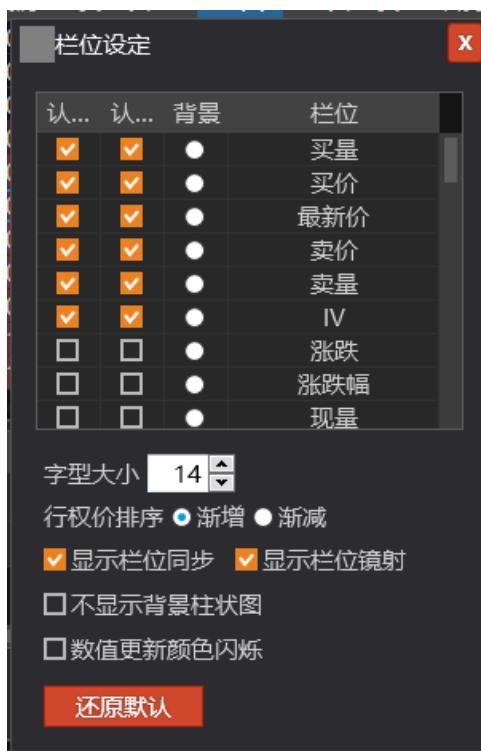 栏位设定 X
认... 认... 背景 栏位
买量
买价
最新价
卖价
卖量
IV
涨跌
涨跌幅
现量
字型大小 14
行权价排序 渐增 渐减
显示栏位同步 显示栏位镜射
不显示背景柱状图
数值更新颜色闪烁
还原默认